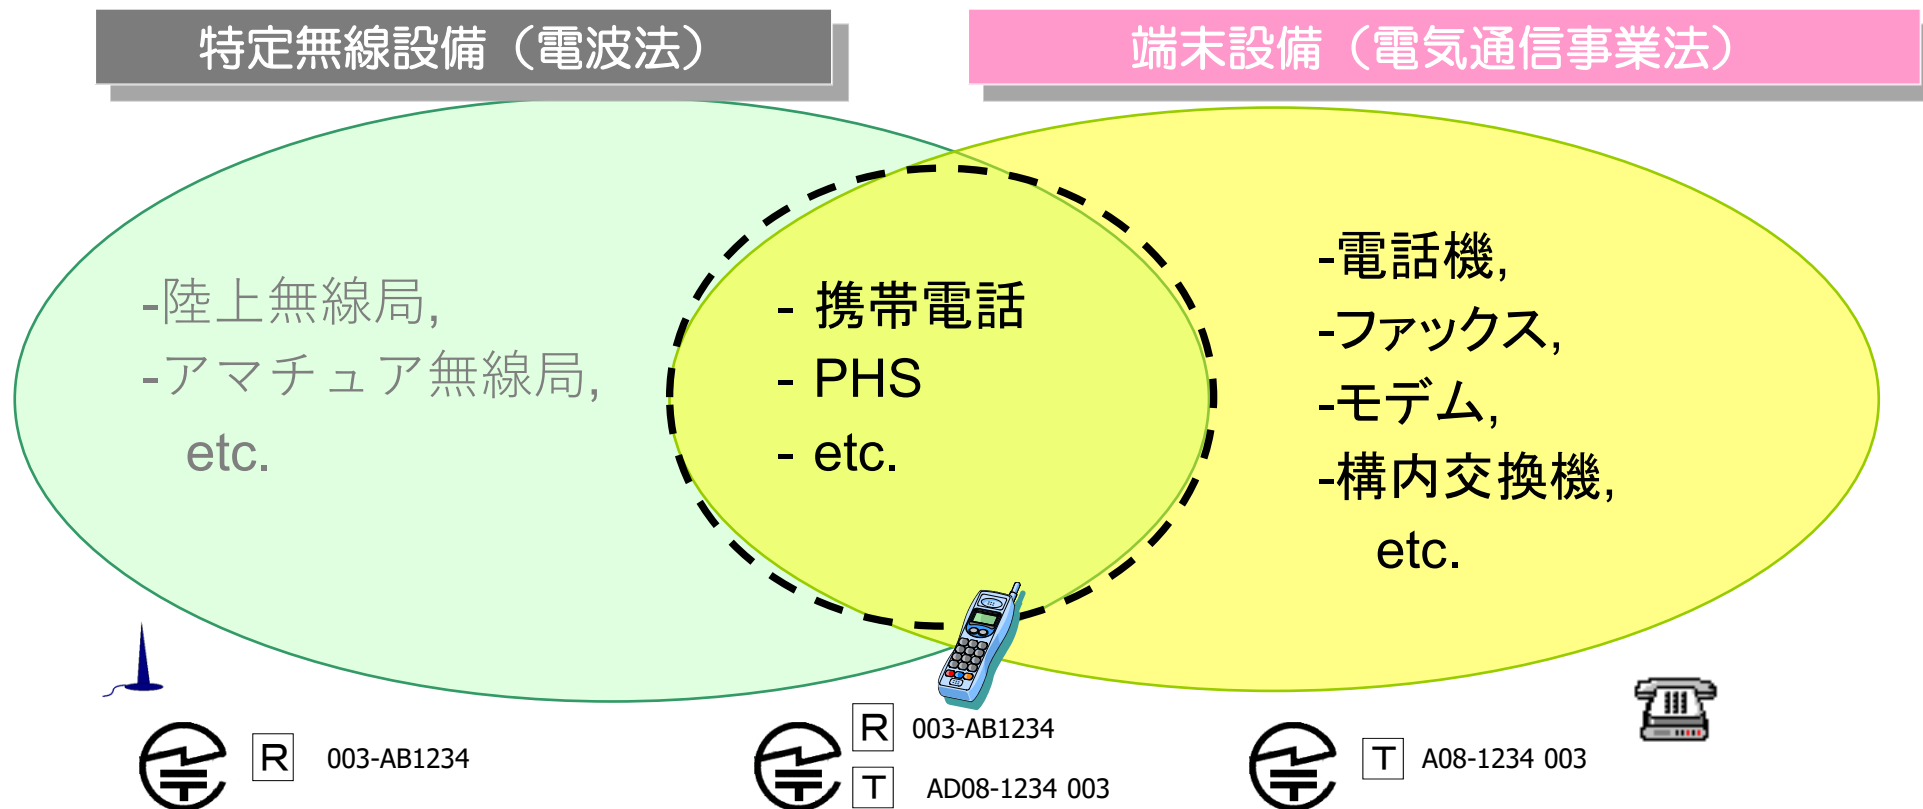 特定無線設備（電波法）
端末設備（電気通信事業法）
-陸上無線局,
-アマチュア無線局,
etc.
- 携帯電話
- PHS
- etc.
-電話機,
-ファックス,
-モデム,
-構内交換機,
etc.
R 003-AB1234
R 003-AB1234
T AD08-1234 003
T A08-1234 003